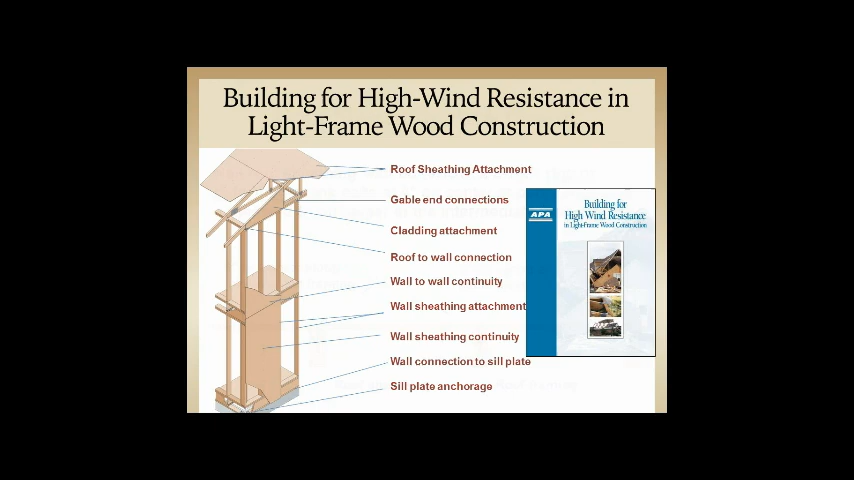 Building for High-Wind Resistance in
Light-Frame Wood Construction
Roof Sheathing Attachment
Gable end connections
Cladding attachment
Roof to wall connection
Wall to wall continuity
Wall sheathing attachment
Wall sheathing continuity
Wall connection to sill plate
Sill plate anchorage
APA
Building for
High Wind Resistance
in Light-Frame Wood Construction